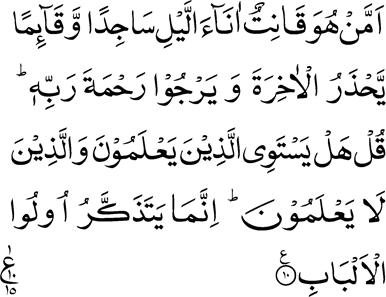 اَمَّنْ هُوَ قَانِتٌ اٰنَآءَ الَّيْلِ سَاجِدًا وَّ قَآئِمًا
يَّحْذَرُ الْاٰخِرَةَ وَ يَرْجُوْا رَحْمَةَ رَبِّهٖ ؕ
قُلْ هَلْ يَسْتَوِى الَّذِيْنَ يَعْلَمُوْنَ وَالَّذِيْنَ
لَا يَعْلَمُوْنَ ؕ اِنَّمَا يَتَذَكَّرُ اُولُوا
الْاَلْبَابِ